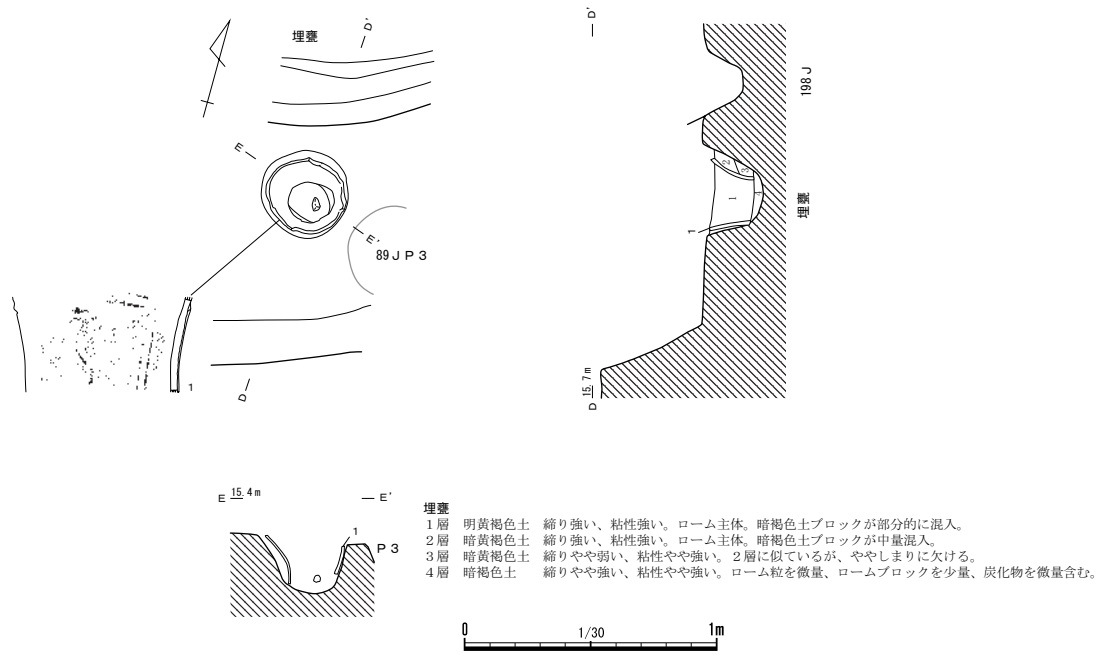 埋甕
D'
E
E'
89JP3
1
D
D'
198J
2
3
1
4
埋甕
1
D 15.7m
E 15.4m
E'
1
P3
埋甕
1層 明黄褐色土 締り強い、粘性強い。ローム主体。暗褐色土ブロックが部分的に混入。
2層 暗黄褐色土 締り強い、粘性強い。ローム主体。暗褐色土ブロックが中量混入。
3層 暗黄褐色土 締りやや弱い、粘性やや強い。2層に似ているが、ややしまりに欠ける。
4層 暗褐色土 締りやや強い、粘性やや強い。ローム粒を微量、ロームブロックを少量、炭化物を微量含む。
0 1/30 1m